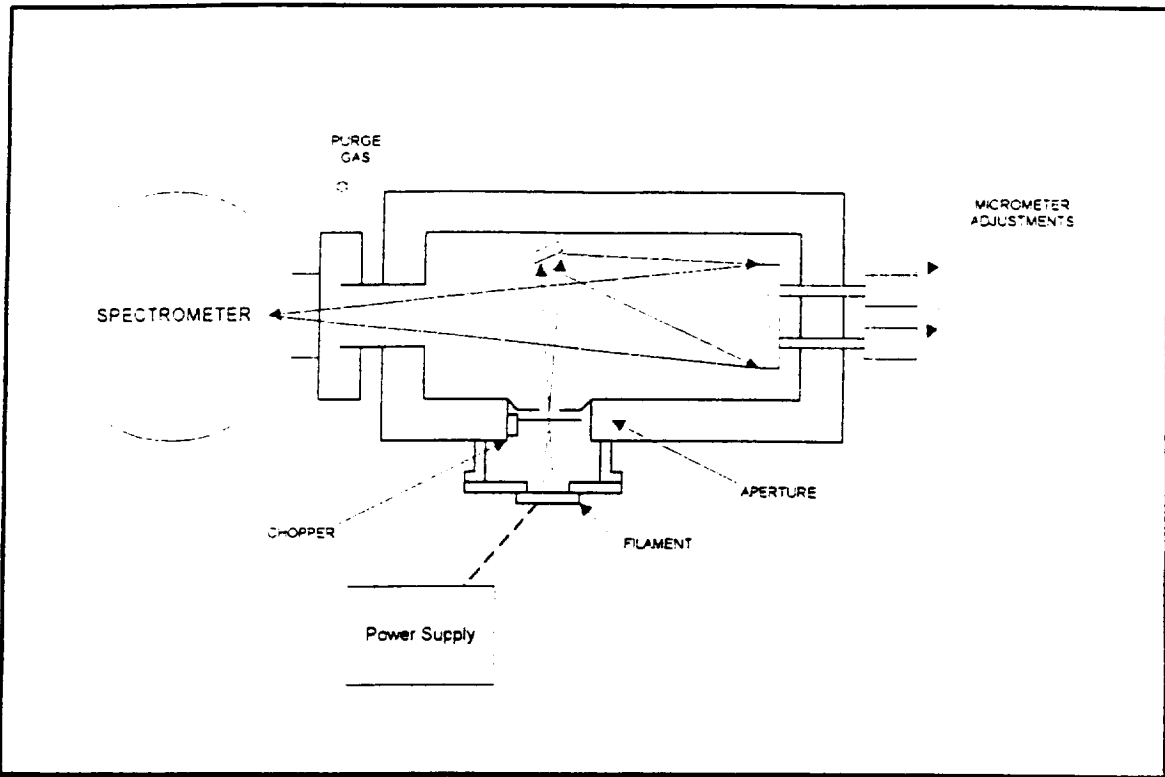 PURGE
GAS
MICROMETER
ADJUSTMENTS
SPECTROMETER
APERTURE
CHOPPER
FILAMENT
Power Supply